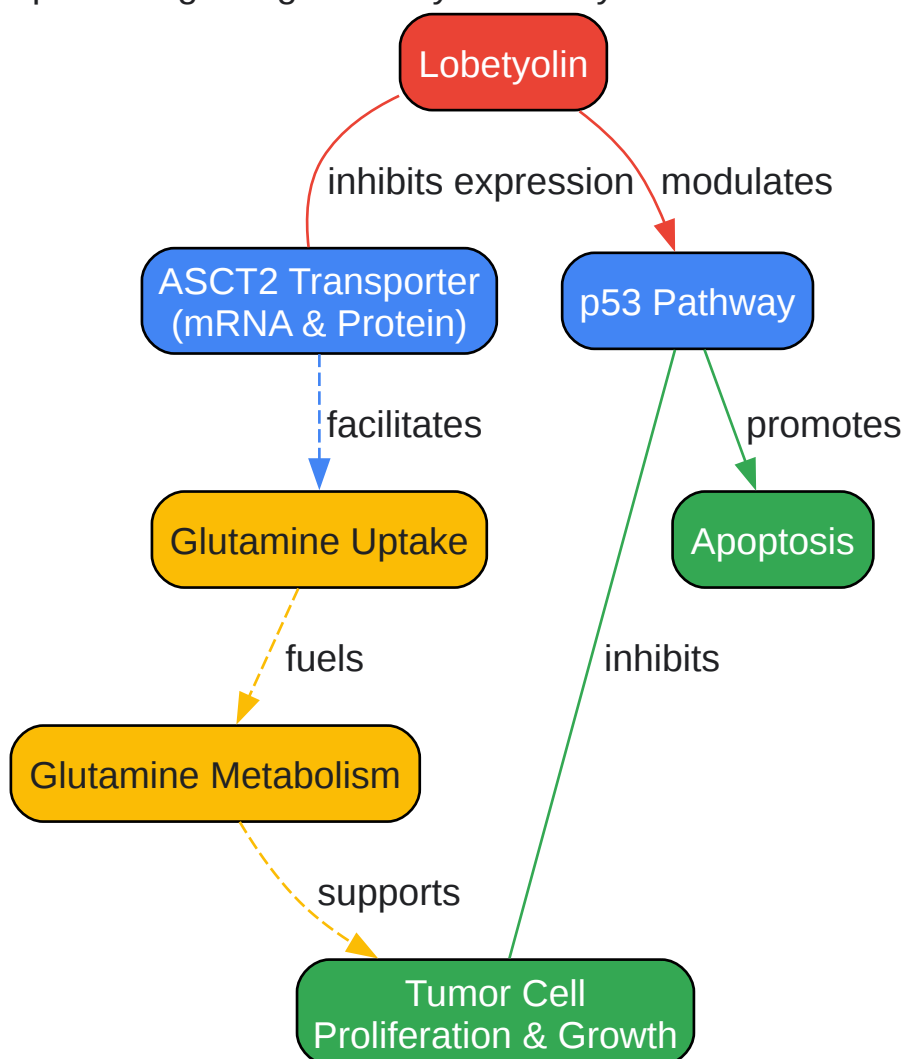 Lobetyolin
inhibits expression
modulates
ASCT2 Transporter
(mRNA & Protein)
p53 Pathway
facilitates
promotes
Glutamine Uptake
Apoptosis
fuels
inhibits
Glutamine Metabolism
supports
Tumor Cell
Proliferation & Growth